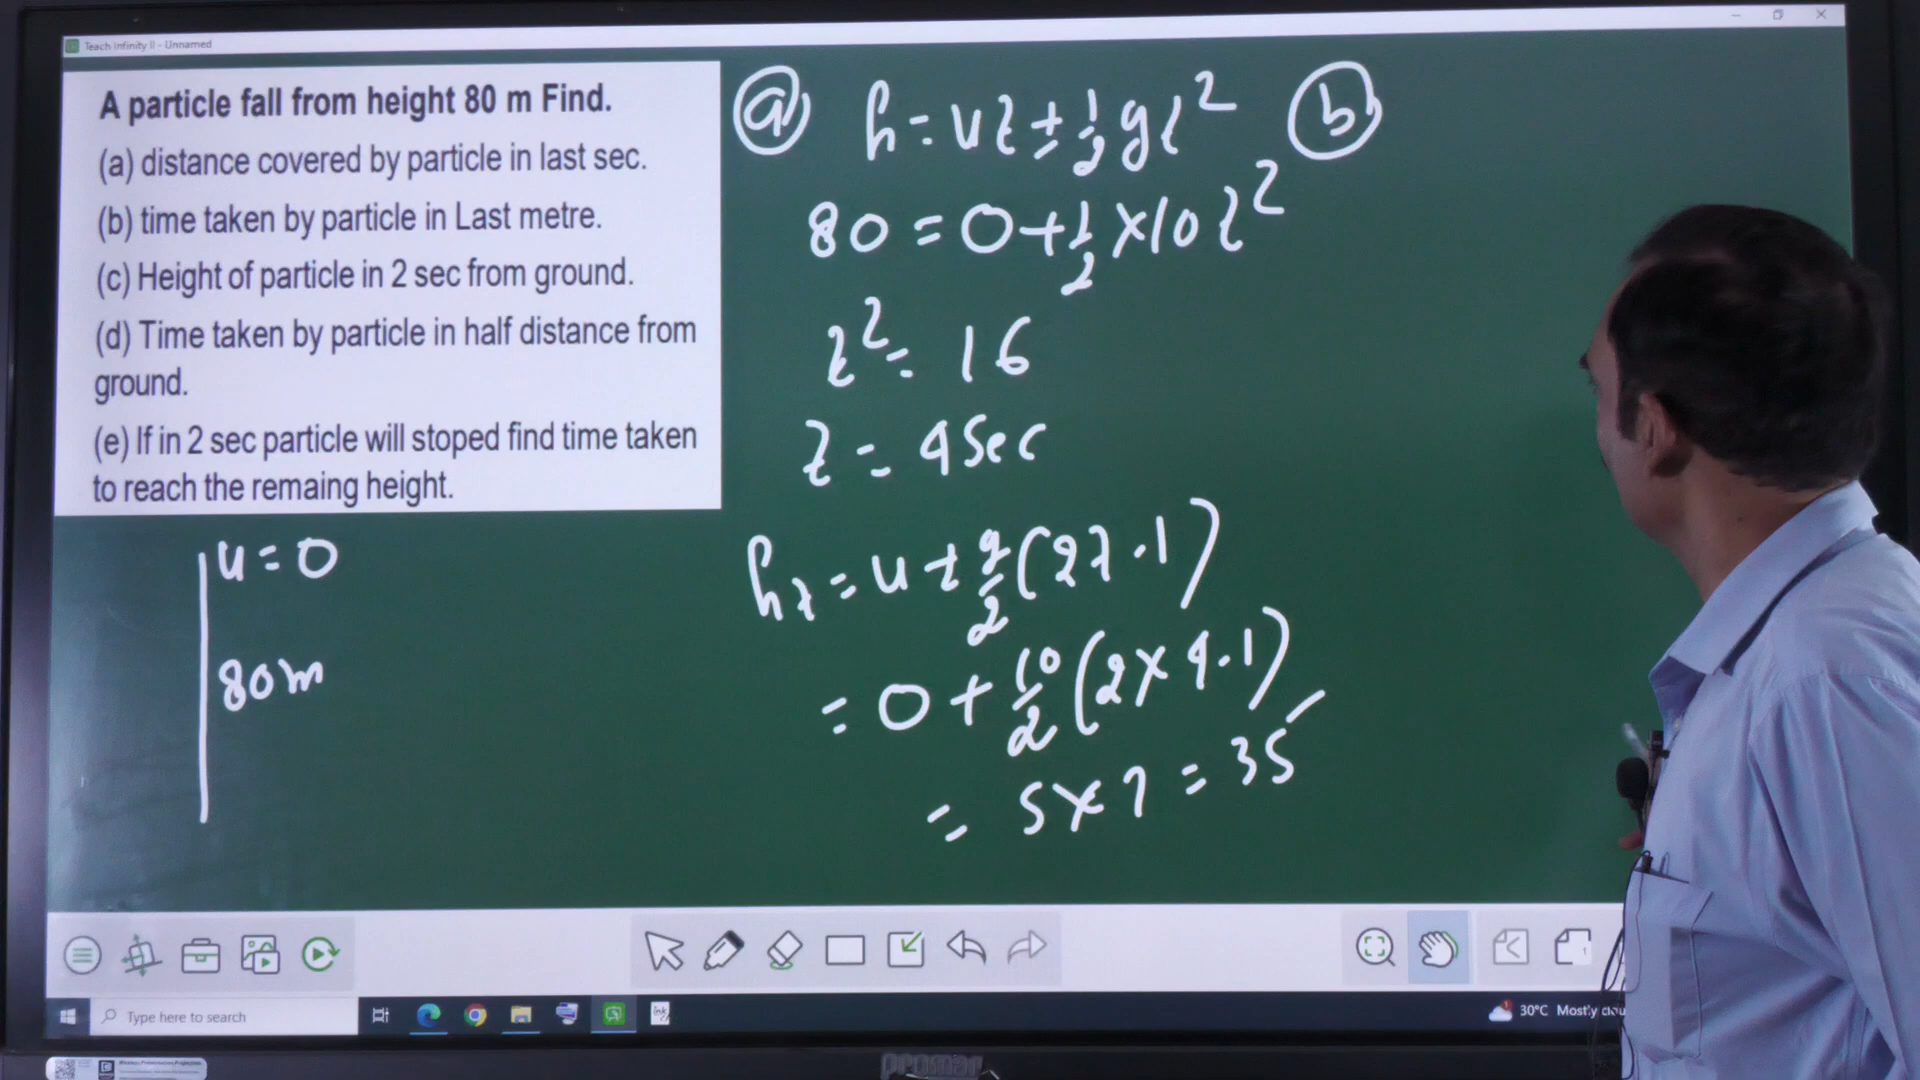 Teach Infinity II - Unnamed
A particle fall from height 80 m Find.
(a) distance covered by particle in last sec.
(b) time taken by particle in Last metre.
(c) Height of particle in 2 sec from ground.
(d) Time taken by particle in half distance from
ground.
(e) If in 2 sec particle will stoped find time taken
to reach the remaing height.
u = 0
80m
(a) h = ut ± 1/2 gt²
80 = 0 + 1/2 × 10 t²
t² = 16
t = 4 Sec
ht = u + g/2 (2t - 1)
= 0 + 10/2 (2 × 4 - 1)
= 5 × 7 = 35
(b)
Type here to search
30°C Mostly
promark